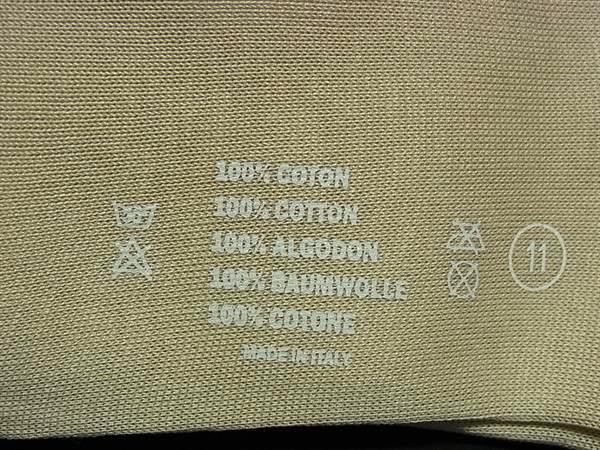 100% COTON
100% COTTON
100% ALGODON
100% BAUMWOLLE
100% COTONE
MADE IN ITALY
11